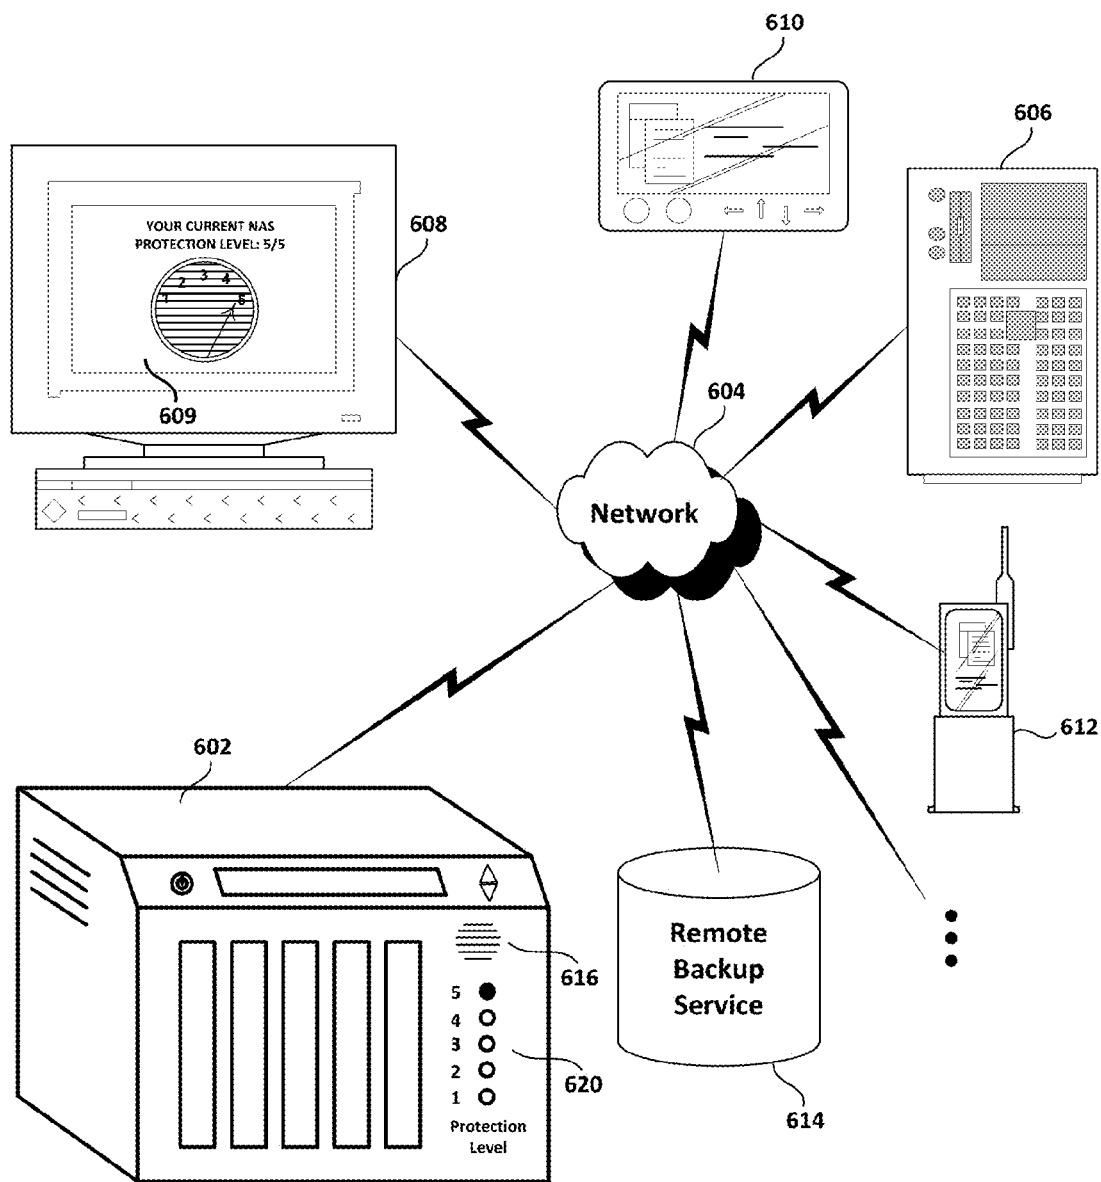 610
606
YOUR CURRENT NAS
PROTECTION LEVEL: 5/5
608
1
2
3
4
5
609
604
Network
612
602
Remote
Backup
Service
616
5
4
3
2
1
620
Protection
Level
614